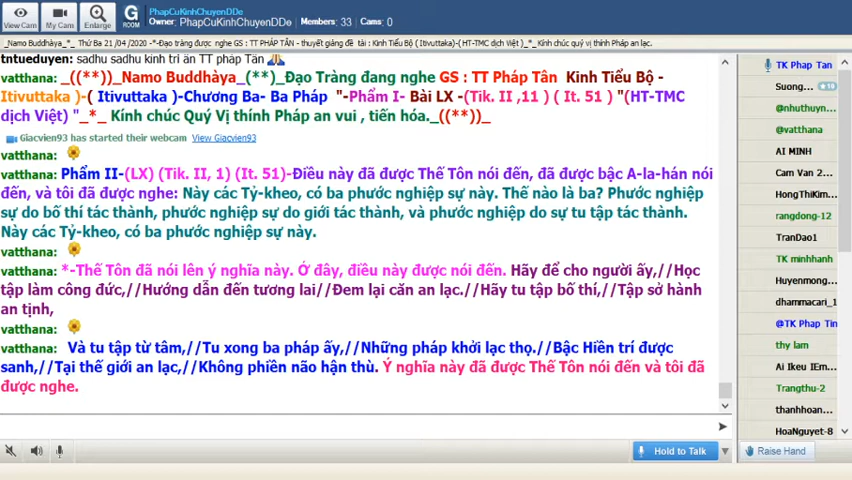 PhapCuKinhChuyenDDe
Owner: PhapCuKinhChuyenDDe Members: 33 Cams: 0
View Cam
My Cam
Enlarge
G
ROOM
_Namo Buddhàya_*_ Thứ Ba 21 /04 /2020 -*-Đạo tràng được nghe GS : TT PHÁP TÂN - thuyết giảng đề tài : Kinh Tiểu Bộ (Itivuttaka)-( HT-TMC dịch Việt )_*_ Kính chúc quý vị thính Pháp an lạc.
tntueduyen: sadhu sadhu kinh tri ân TT pháp Tân 🙏
vatthana: _((**))_Namo Buddhàya_(**)_Đạo Tràng đang nghe GS : TT Pháp Tân Kinh Tiểu Bộ -
Itivuttaka )-( Itivuttaka )-Chương Ba- Ba Pháp "-Phẩm I- Bài LX -(Tik. II ,11 ) ( It. 51 ) "(HT-TMC
dịch Việt) "_*_ Kính chúc Quý Vị thính Pháp an vui , tiến hóa._((**))_
Giacvien93 has started their webcam View Giacvien93
vatthana:
vatthana: Phẩm II-(LX) (Tik. II, 1) (It. 51)-Điều này đã được Thế Tôn nói đến, đã được bậc A-la-hán nói
đến, và tôi đã được nghe: Này các Tỷ-kheo, có ba phước nghiệp sự này. Thế nào là ba? Phước nghiệp
sự do bố thí tác thành, phước nghiệp sự do giới tác thành, và phước nghiệp do sự tu tập tác thành.
Này các Tỷ-kheo, có ba phước nghiệp sự này.
vatthana:
vatthana: *-Thế Tôn đã nói lên ý nghĩa này. Ở đây, điều này được nói đến. Hãy để cho người ấy,//Học
tập làm công đức,//Hướng dẫn đến tương lai//Đem lại căn an lạc.//Hãy tu tập bố thí,//Tập sở hành
an tịnh,
vatthana:
vatthana: Và tu tập từ tâm,//Tu xong ba pháp ấy,//Những pháp khởi lạc thọ.//Bậc Hiền trí được
sanh,//Tại thế giới an lạc,//Không phiền não hận thù. Ý nghĩa này đã được Thế Tôn nói đến và tôi đã
được nghe.
TK Phap Tan
Suong...
10
@nhuthuyn...
@vatthana
AI MINH
Cam Van 2...
HongThiKim...
rangdong-12
TranDao1
TK minhhanh
Huyenmong...
dhammacari_1
@TK Phap Tin
thy lam
Ai Ikeu IEm...
Trangthu-2
thanhhoan...
HoaNguyet-8
Hold to Talk
Raise Hand